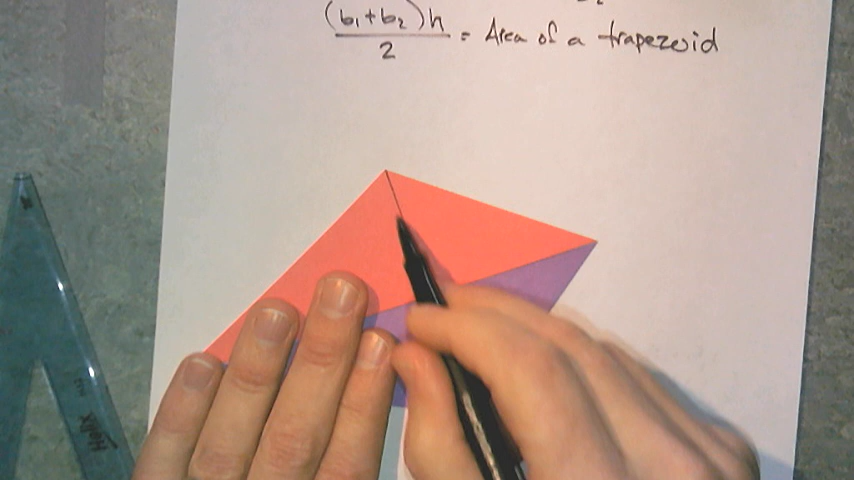 (b₁+b₂)h
2
= Area of a trapezoid